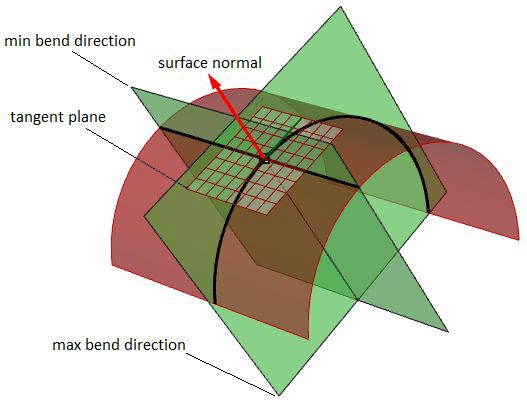 min bend direction
surface normal
tangent plane
max bend direction